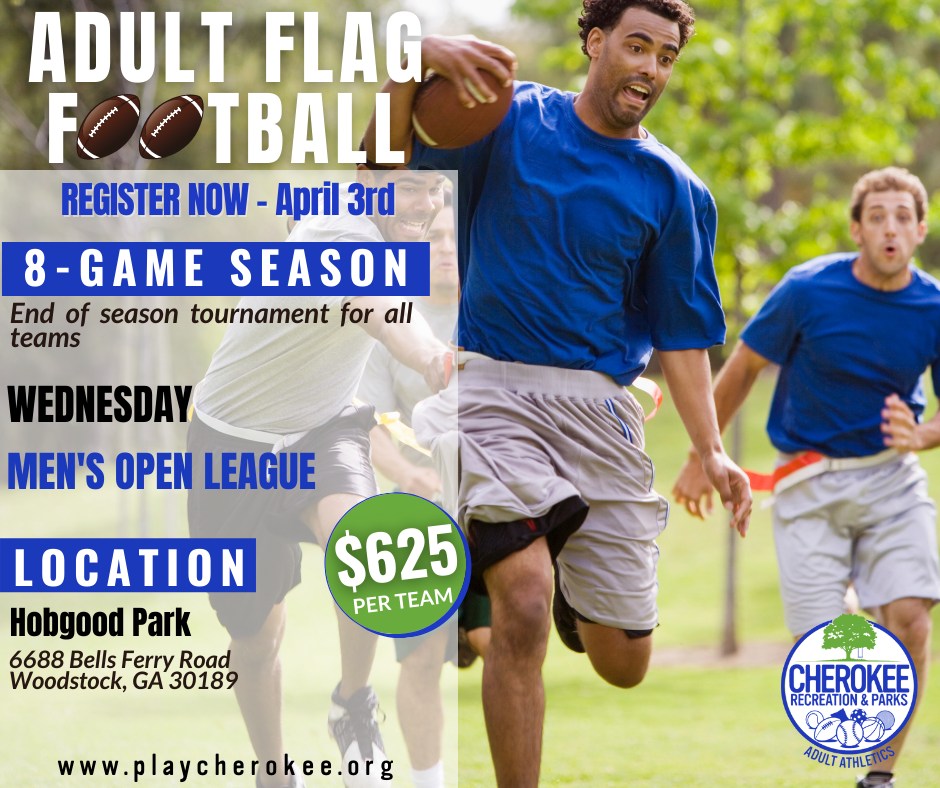 ADULT FLAG
FOOTBALL
REGISTER NOW - April 3rd
8-GAME SEASON
End of season tournament for all
teams
WEDNESDAY
MEN'S OPEN LEAGUE
$625
PER TEAM
LOCATION
Hobgood Park
6688 Bells Ferry Road
Woodstock, GA 30189
www.playcherokee.org
CHEROKEE
RECREATION & PARKS
ADULT ATHLETICS